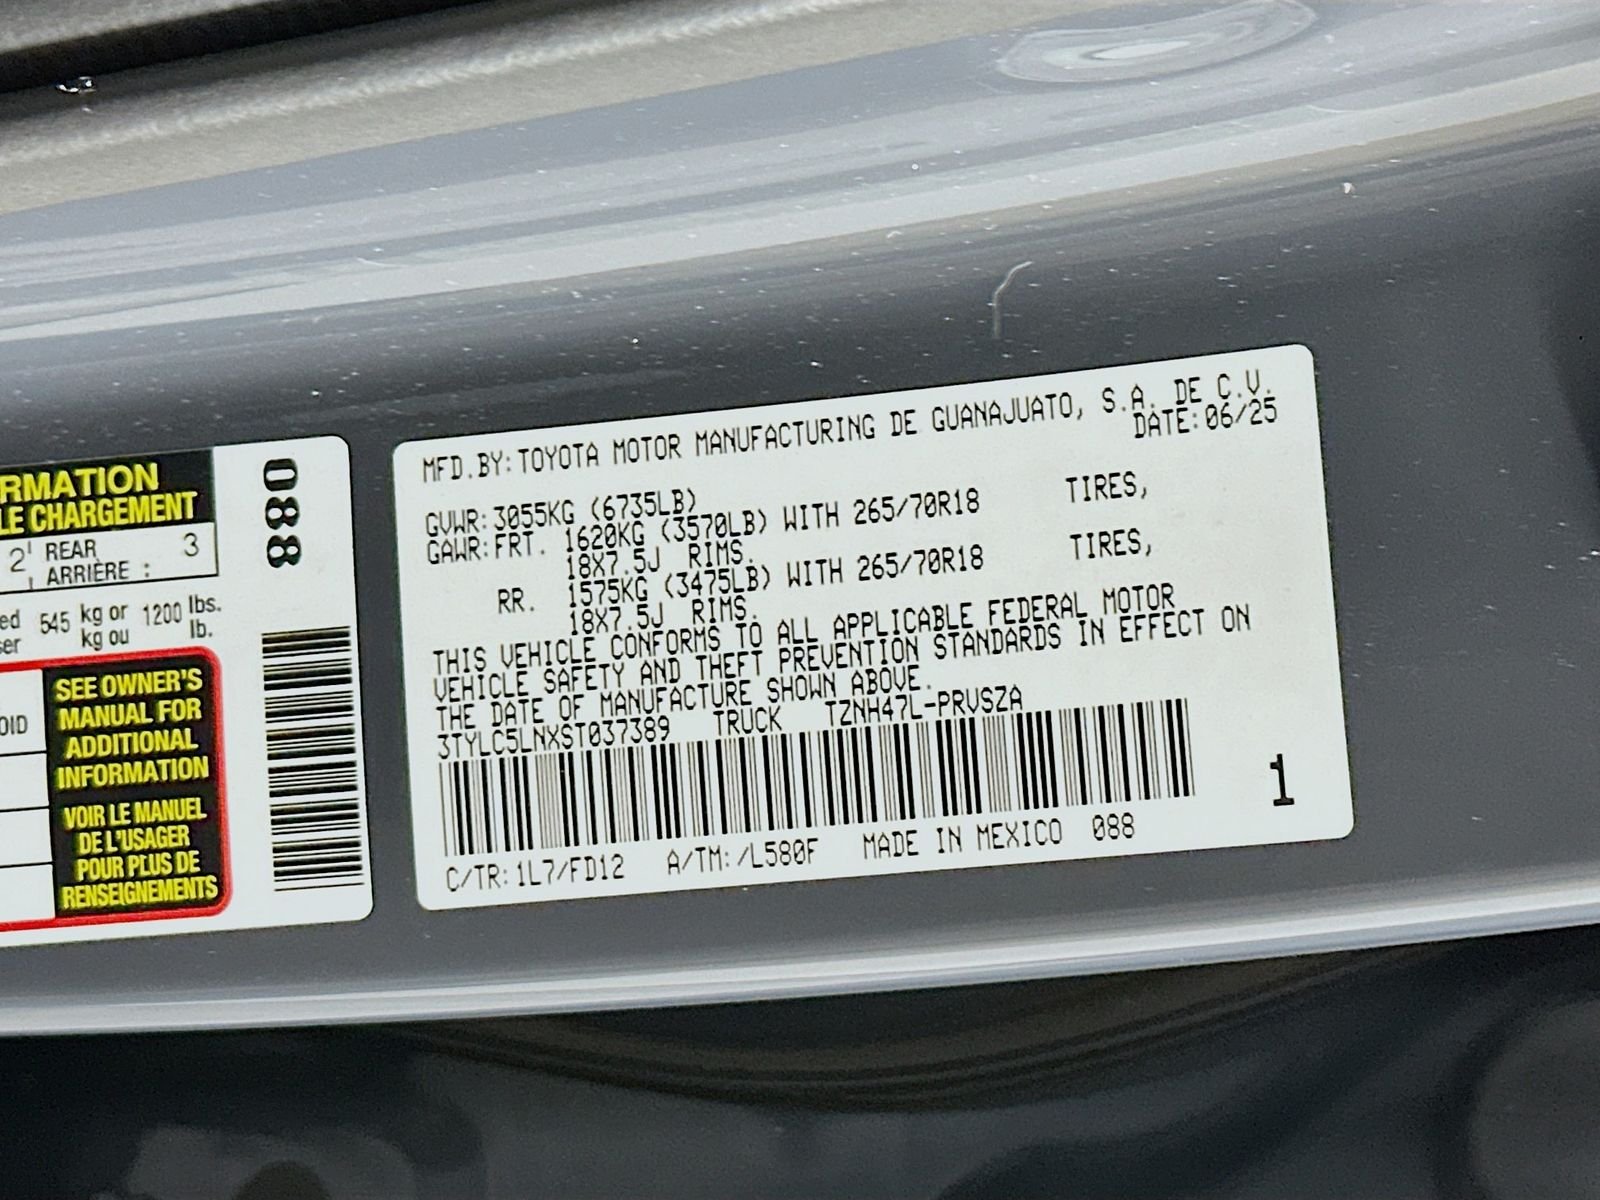 RMATION
LE CHARGEMENT
2 REAR 3
ARRIÈRE :
ed 545 kg or 1200 lbs.
ser kg ou lb.
OID
SEE OWNER'S
MANUAL FOR
ADDITIONAL
INFORMATION
VOIR LE MANUEL
DE L'USAGER
POUR PLUS DE
RENSEIGNEMENTS
088
MFD.BY:TOYOTA MOTOR MANUFACTURING DE GUANAJUATO, S.A. DE C.V.
DATE:06/25
GVWR:3055KG (6735LB)
GAWR:FRT. 1620KG (3570LB) WITH 265/70R18 TIRES,
18X7.5J RIMS.
RR. 1575KG (3475LB) WITH 265/70R18 TIRES,
18X7.5J RIMS.
THIS VEHICLE CONFORMS TO ALL APPLICABLE FEDERAL MOTOR
VEHICLE SAFETY AND THEFT PREVENTION STANDARDS IN EFFECT ON
THE DATE OF MANUFACTURE SHOWN ABOVE.
3TYLC5LNXST037389 TRUCK TZNH47L-PRVSZA
1
C/TR:1L7/FD12 A/TM:/L580F MADE IN MEXICO 088